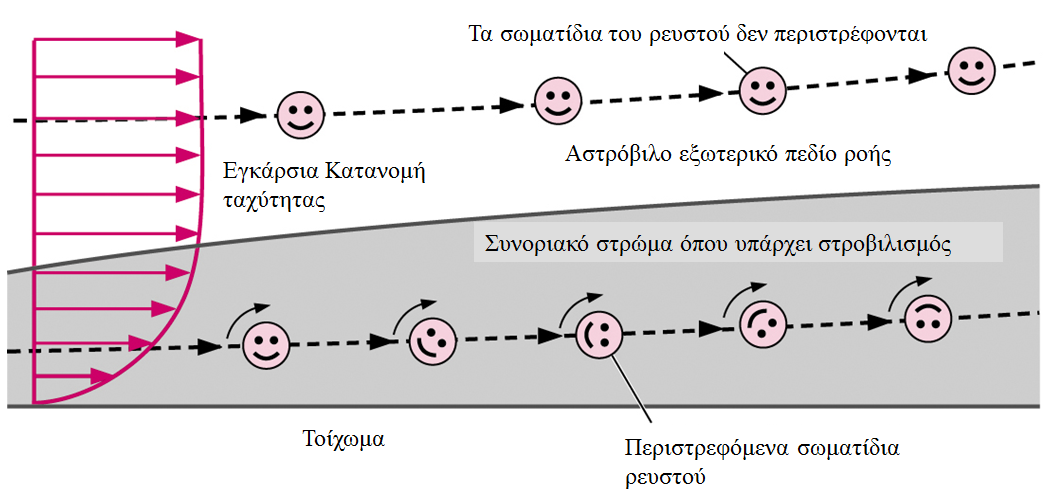 Τα σωματίδια του ρευστού δεν περιστρέφονται
Αστρόβιλο εξωτερικό πεδίο ροής
Εγκάρσια Κατανομή
ταχύτητας
Συνοριακό στρώμα όπου υπάρχει στροβιλισμός
Τοίχωμα
Περιστρεφόμενα σωματίδια
ρευστού